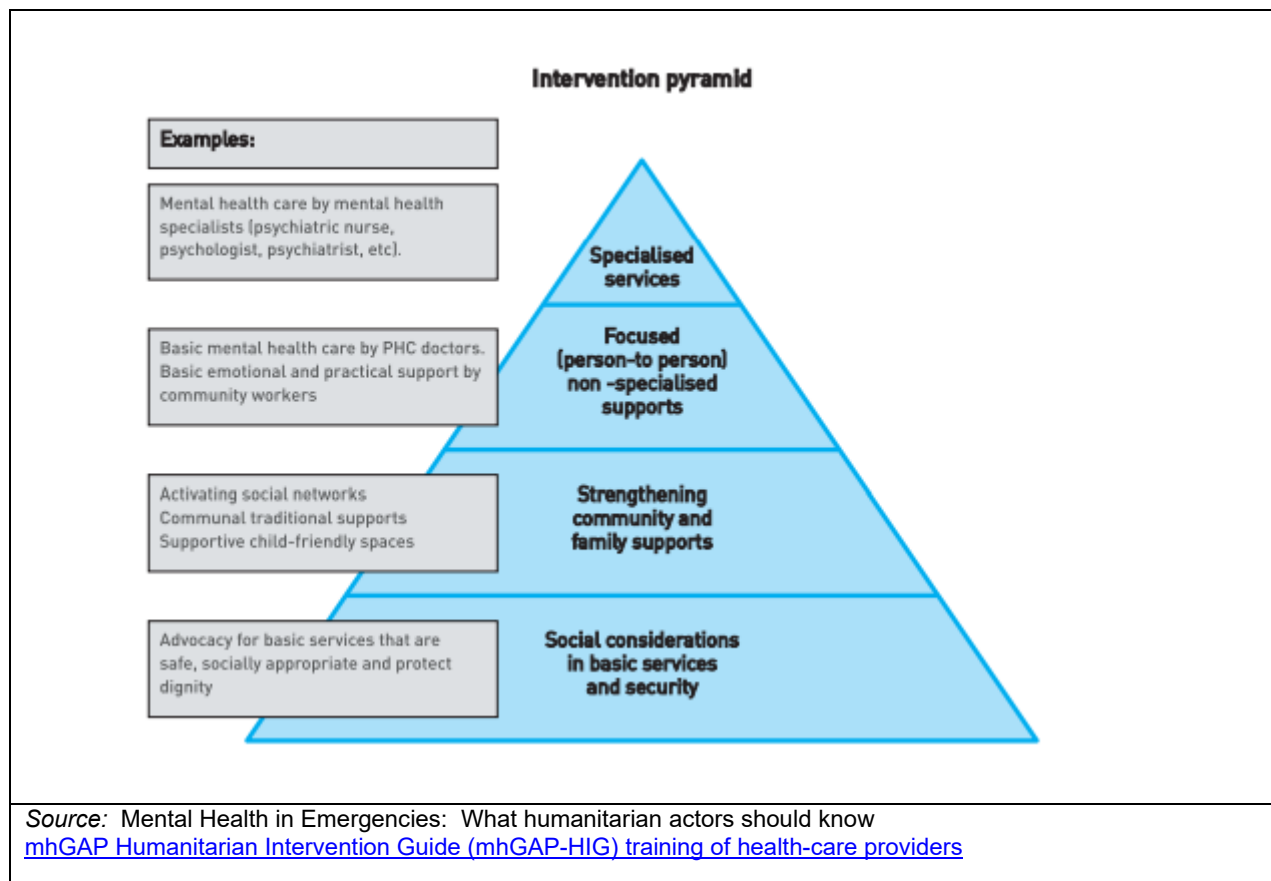 Intervention pyramid
Examples:
Mental health care by mental health
specialists (psychiatric nurse,
psychologist, psychiatrist, etc).
Specialised
services
Basic mental health care by PHC doctors.
Basic emotional and practical support by
community workers
Focused
(person-to person)
non -specialised
supports
Activating social networks
Communal traditional supports
Supportive child-friendly spaces
Strengthening
community and
family supports
Advocacy for basic services that are
safe, socially appropriate and protect
dignity
Social considerations
in basic services
and security
Source: Mental Health in Emergencies: What humanitarian actors should know
mhGAP Humanitarian Intervention Guide (mhGAP-HIG) training of health-care providers